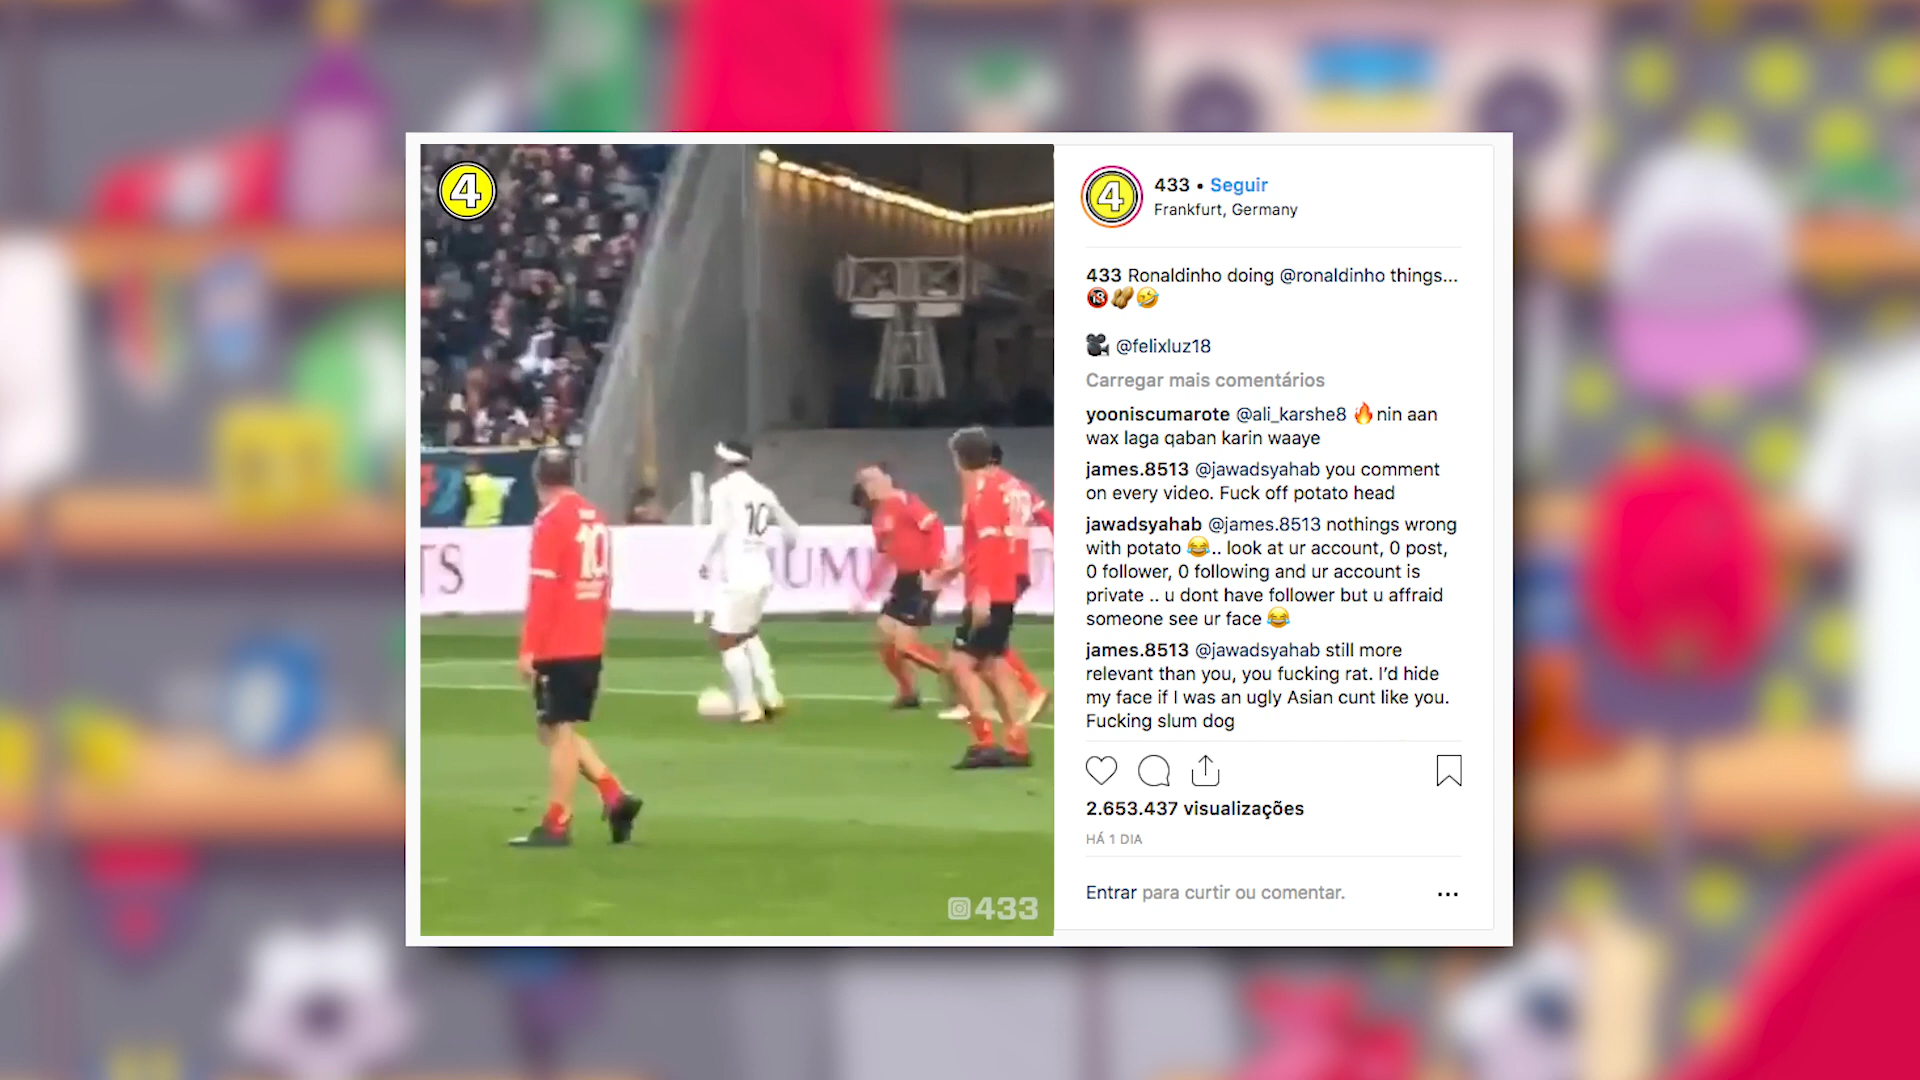 4
433 • Seguir
Frankfurt, Germany
433 Ronaldinho doing @ronaldinho things...
🔞🥜🤣
🎥 @felixluz18
Carregar mais comentários
yooniscumarote @ali_karshe8 🔥nin aan
wax laga qaban karin waaye
james.8513 @jawadsyahab you comment
on every video. Fuck off potato head
jawadsyahab @james.8513 nothings wrong
with potato 😂.. look at ur account, 0 post,
0 follower, 0 following and ur account is
private .. u dont have follower but u affraid
someone see ur face 😂
james.8513 @jawadsyahab still more
relevant than you, you fucking rat. I’d hide
my face if I was an ugly Asian cunt like you.
Fucking slum dog
2.653.437 visualizações
HÁ 1 DIA
Entrar para curtir ou comentar.
4
10
10
TS
433